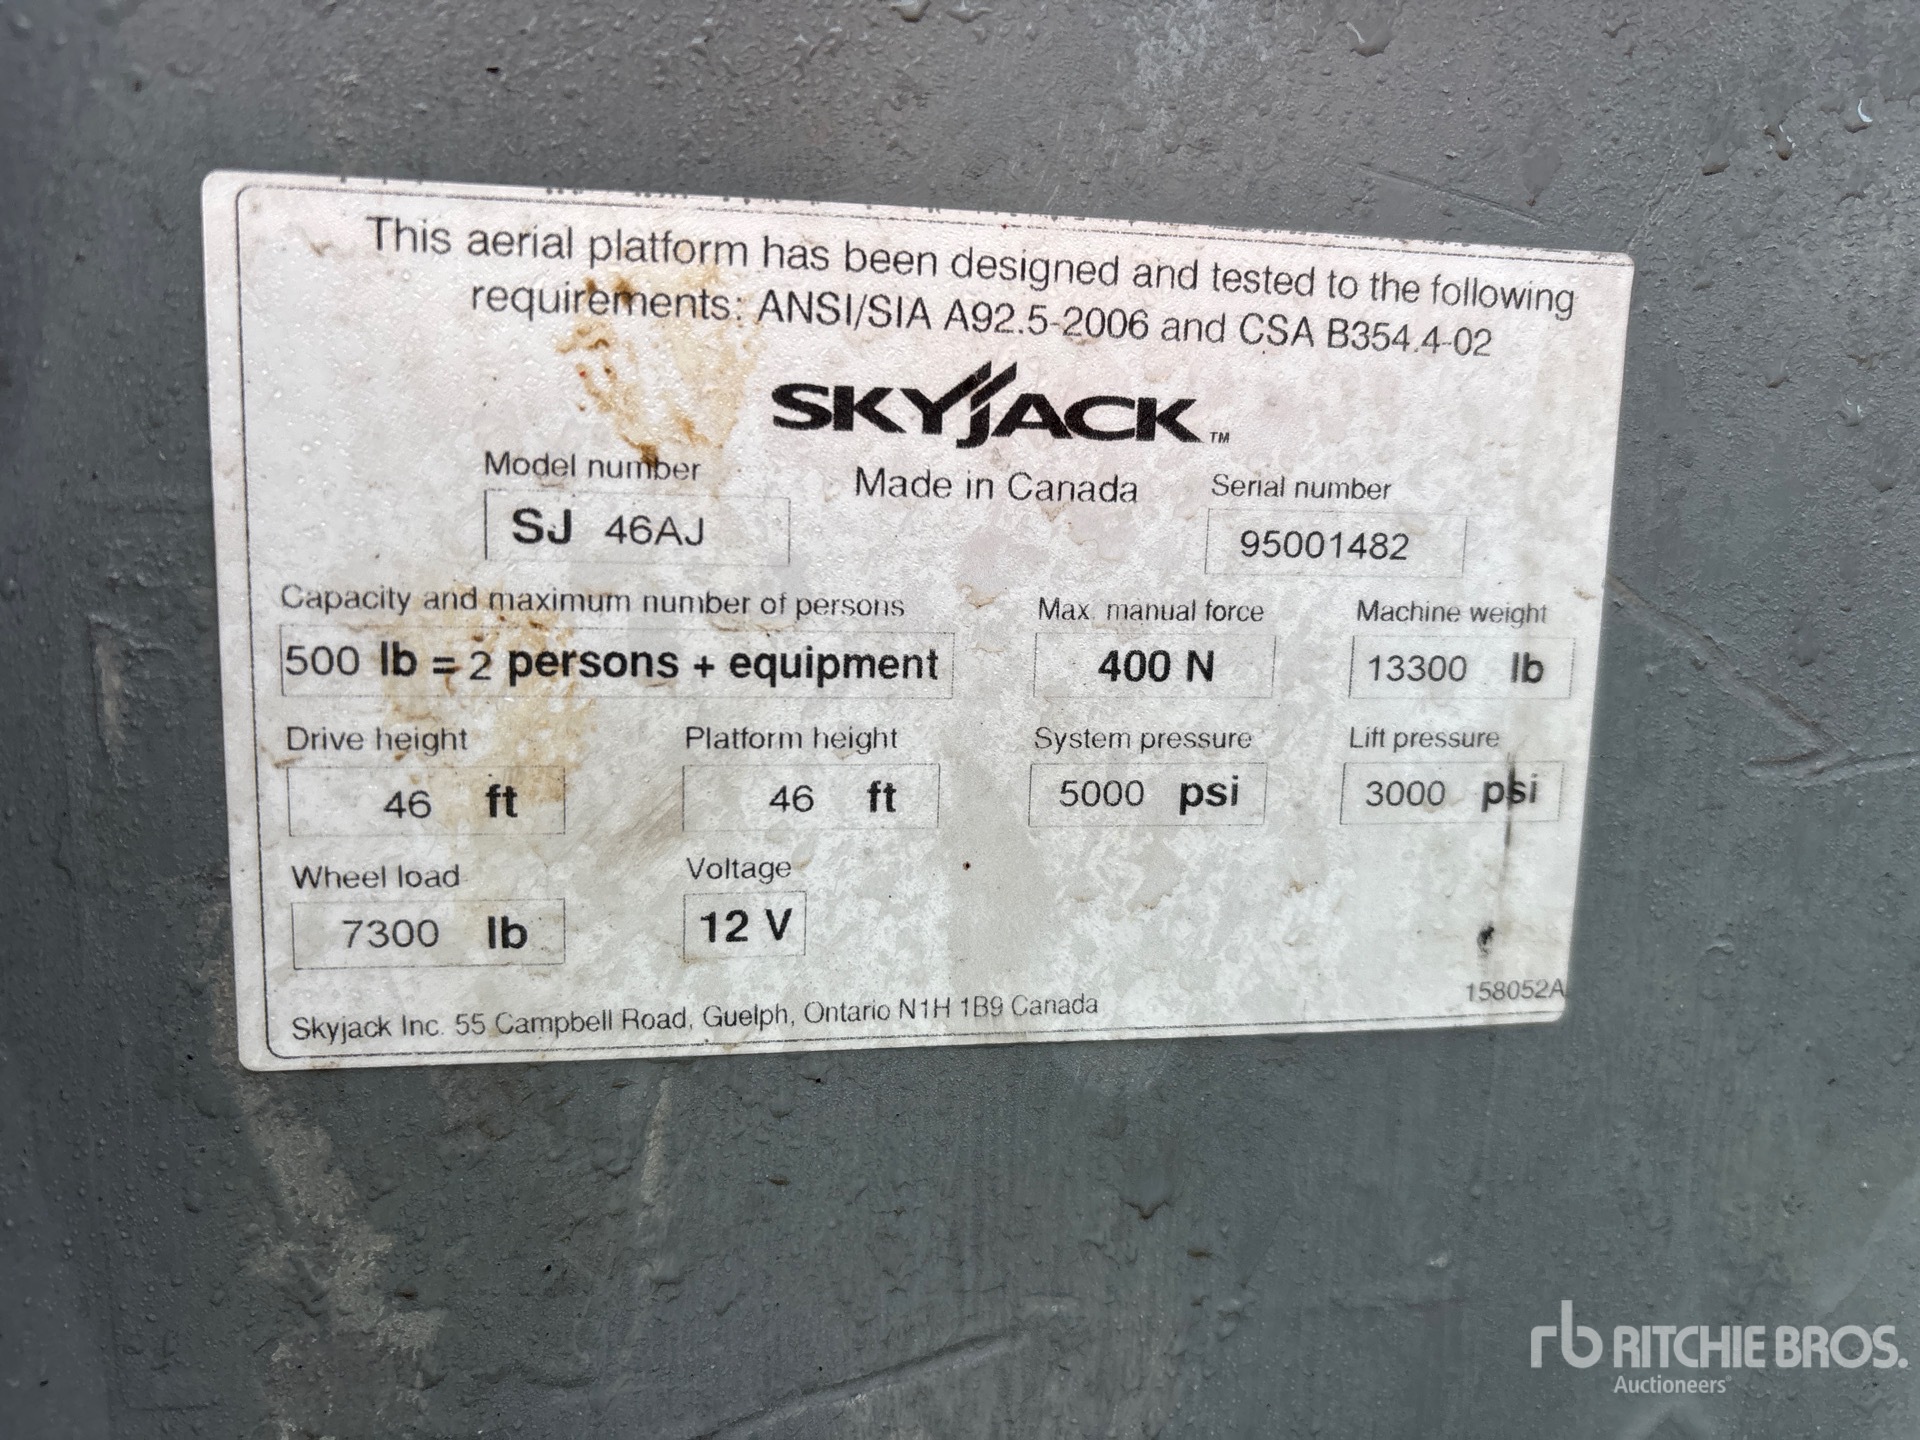 This aerial platform has been designed and tested to the following
requirements: ANSI/SIA A92.5-2006 and CSA B354.4-02
SKYJACK™
Made in Canada
Model number
SJ 46AJ
Serial number
95001482
Capacity and maximum number of persons
500 lb = 2 persons + equipment
Max. manual force
400 N
Machine weight
13300 lb
Drive height
46 ft
Platform height
46 ft
System pressure
5000 psi
Lift pressure
3000 psi
Wheel load
7300 lb
Voltage
12 V
158052A
Skyjack Inc. 55 Campbell Road, Guelph, Ontario N1H 1B9 Canada
rb RITCHIE BROS.
Auctioneers